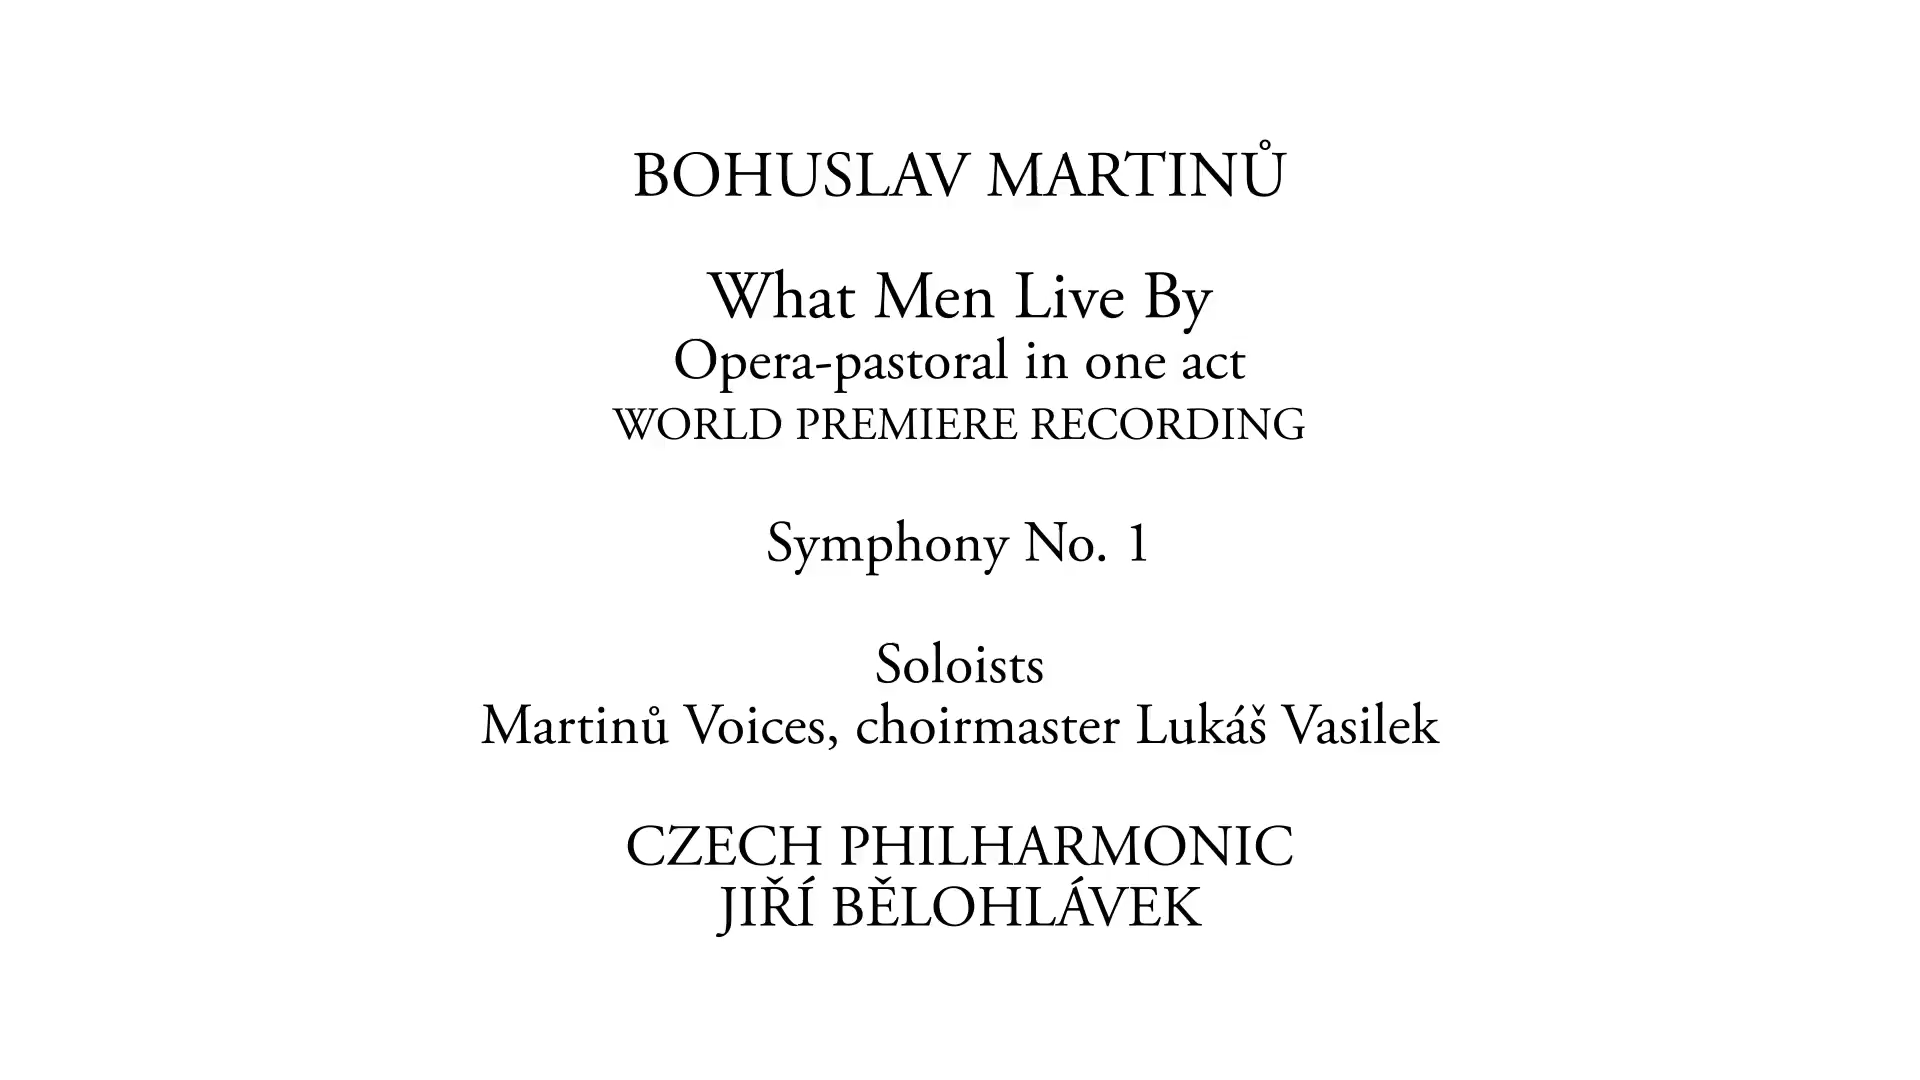 BOHUSLAV MARTINŮ
What Men Live By
Opera-pastoral in one act
WORLD PREMIERE RECORDING
Symphony No. 1
Soloists
Martinů Voices, choirmaster Lukáš Vasilek
CZECH PHILHARMONIC
JIŘÍ BĚLOHLÁVEK